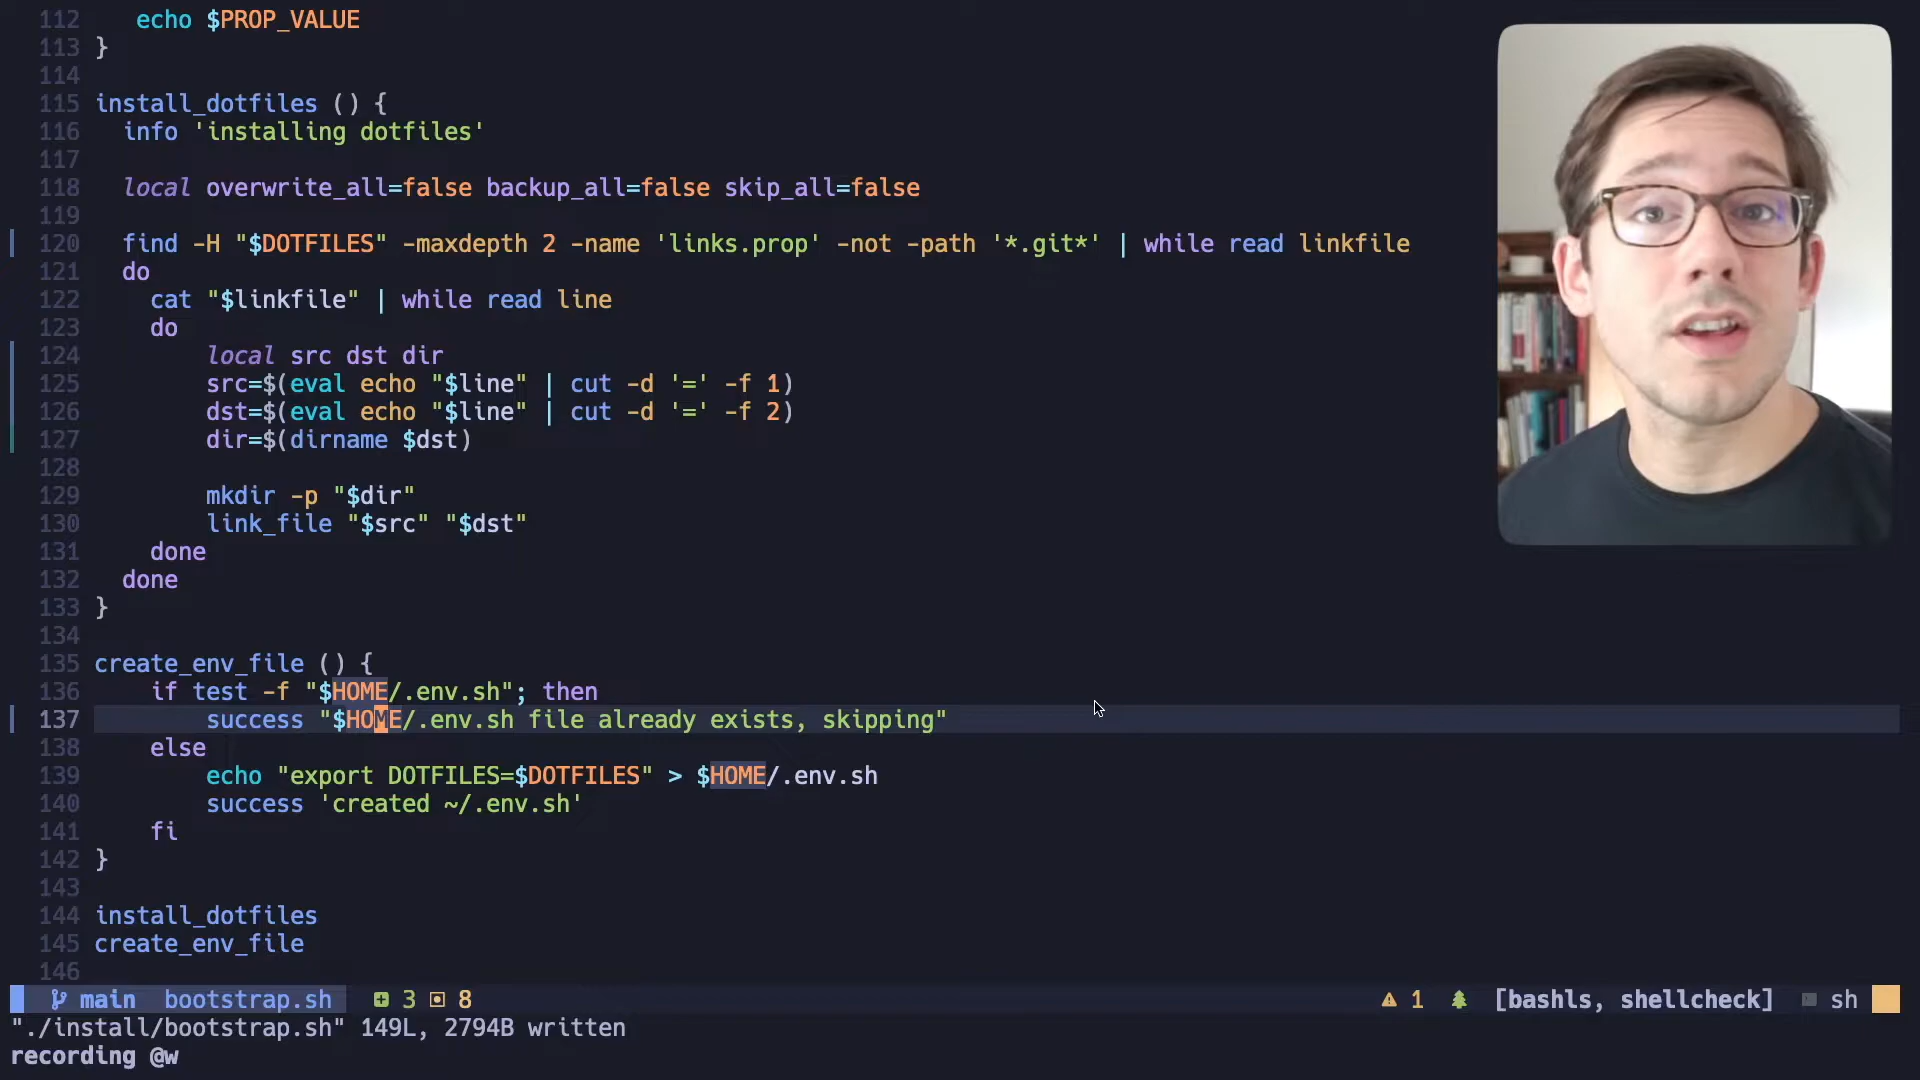 112 echo $PROP_VALUE
113 }
114
115 install_dotfiles () {
116 info 'installing dotfiles'
117
118 local overwrite_all=false backup_all=false skip_all=false
119
120 find -H "$DOTFILES" -maxdepth 2 -name 'links.prop' -not -path '*.git*' | while read linkfile
121 do
122 cat "$linkfile" | while read line
123 do
124 local src dst dir
125 src=$(eval echo "$line" | cut -d '=' -f 1)
126 dst=$(eval echo "$line" | cut -d '=' -f 2)
127 dir=$(dirname $dst)
128
129 mkdir -p "$dir"
130 link_file "$src" "$dst"
131 done
132 done
133 }
134
135 create_env_file () {
136 if test -f "$HOME/.env.sh"; then
137 success "$HOME/.env.sh file already exists, skipping"
138 else
139 echo "export DOTFILES=$DOTFILES" > $HOME/.env.sh
140 success 'created ~/.env.sh'
141 fi
142 }
143
144 install_dotfiles
145 create_env_file
146
main bootstrap.sh 3 8 1 [bashls, shellcheck] sh
"./install/bootstrap.sh" 149L, 2794B written
recording @w